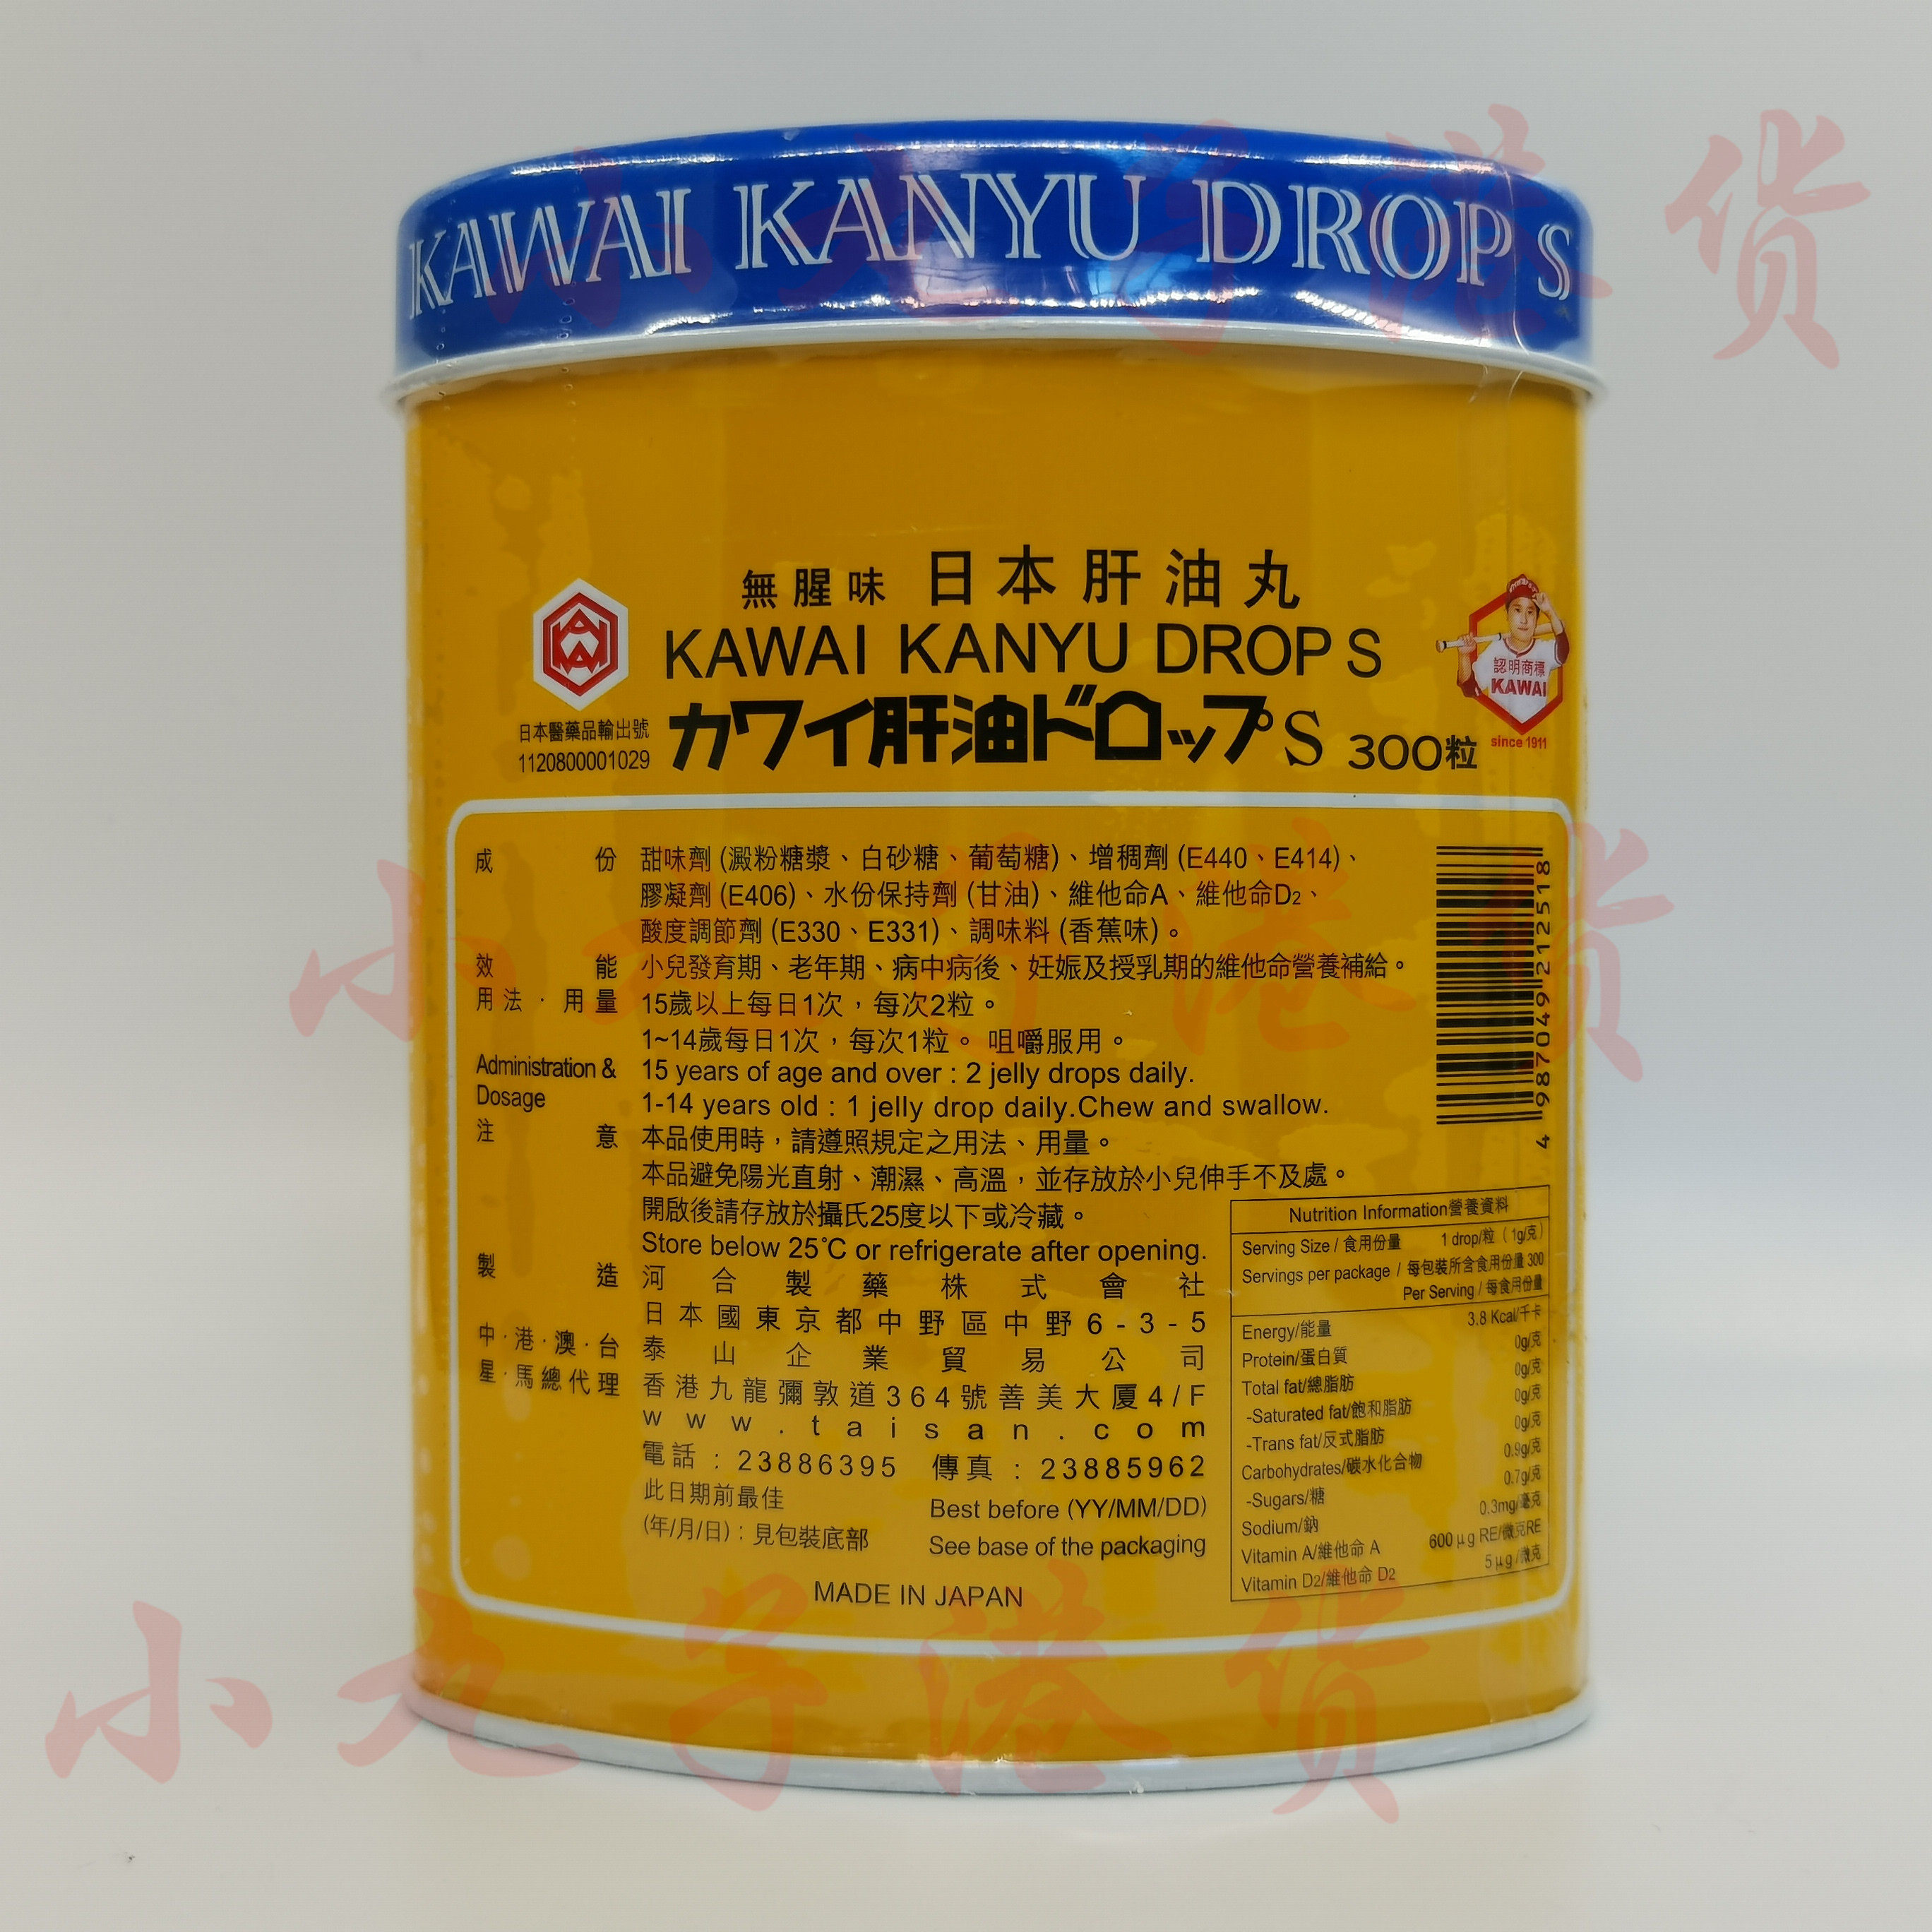 KAWAI KANYU DROP S
無腥味 日本肝油丸
KAWAI KANYU DROP S
カワイ肝油ドロップS 300粒
日本醫藥品輸出號
1120800001029
認明商標
KAWAI
since 1911
成份 甜味劑 (澱粉糖漿、白砂糖、葡萄糖)、增稠劑 (E440、E414)、
膠凝劑 (E406)、水份保持劑 (甘油)、維他命A、維他命D2、
酸度調節劑 (E330、E331)、調味料 (香蕉味)。
效能 小兒發育期、老年期、病中病後、妊娠及授乳期的維他命營養補給。
用法·用量 15歲以上每日1次，每次2粒。
1~14歲每日1次，每次1粒。咀嚼服用。
Administration & Dosage 15 years of age and over : 2 jelly drops daily.
1-14 years old : 1 jelly drop daily.Chew and swallow.
注意 本品使用時，請遵照規定之用法、用量。
本品避免陽光直射、潮濕、高溫，並存放於小兒伸手不及處。
開啟後請存放於攝氏25度以下或冷藏。
Store below 25℃ or refrigerate after opening.
製造 河合製藥株式會社
日本國東京都中野區中野6-3-5
中·港·澳·台 泰山企業貿易公司
星·馬總代理 香港九龍彌敦道364號善美大厦4/F
www.taisan.com
電話：23886395 傳真：23885962
此日期前最佳 Best before (YY/MM/DD)
(年/月/日)：見包裝底部 See base of the packaging
MADE IN JAPAN
4 987049 212518
Nutrition Information營養資料
Serving Size / 食用份量 1 drop/粒 (1g/克)
Servings per package / 每包裝所含食用份量 300
Per Serving / 每食用份量
Energy/能量 3.8 Kcal/千卡
Protein/蛋白質 0g/克
Total fat/總脂肪 0g/克
-Saturated fat/飽和脂肪 0g/克
-Trans fat/反式脂肪 0g/克
Carbohydrates/碳水化合物 0.9g/克
-Sugars/糖 0.7g/克
Sodium/鈉 0.3mg/毫克
Vitamin A/維他命 A 600 μg RE/微克RE
Vitamin D2/維他命 D2 5 μg /微克
小九子港货
小九子港货
小九子港货